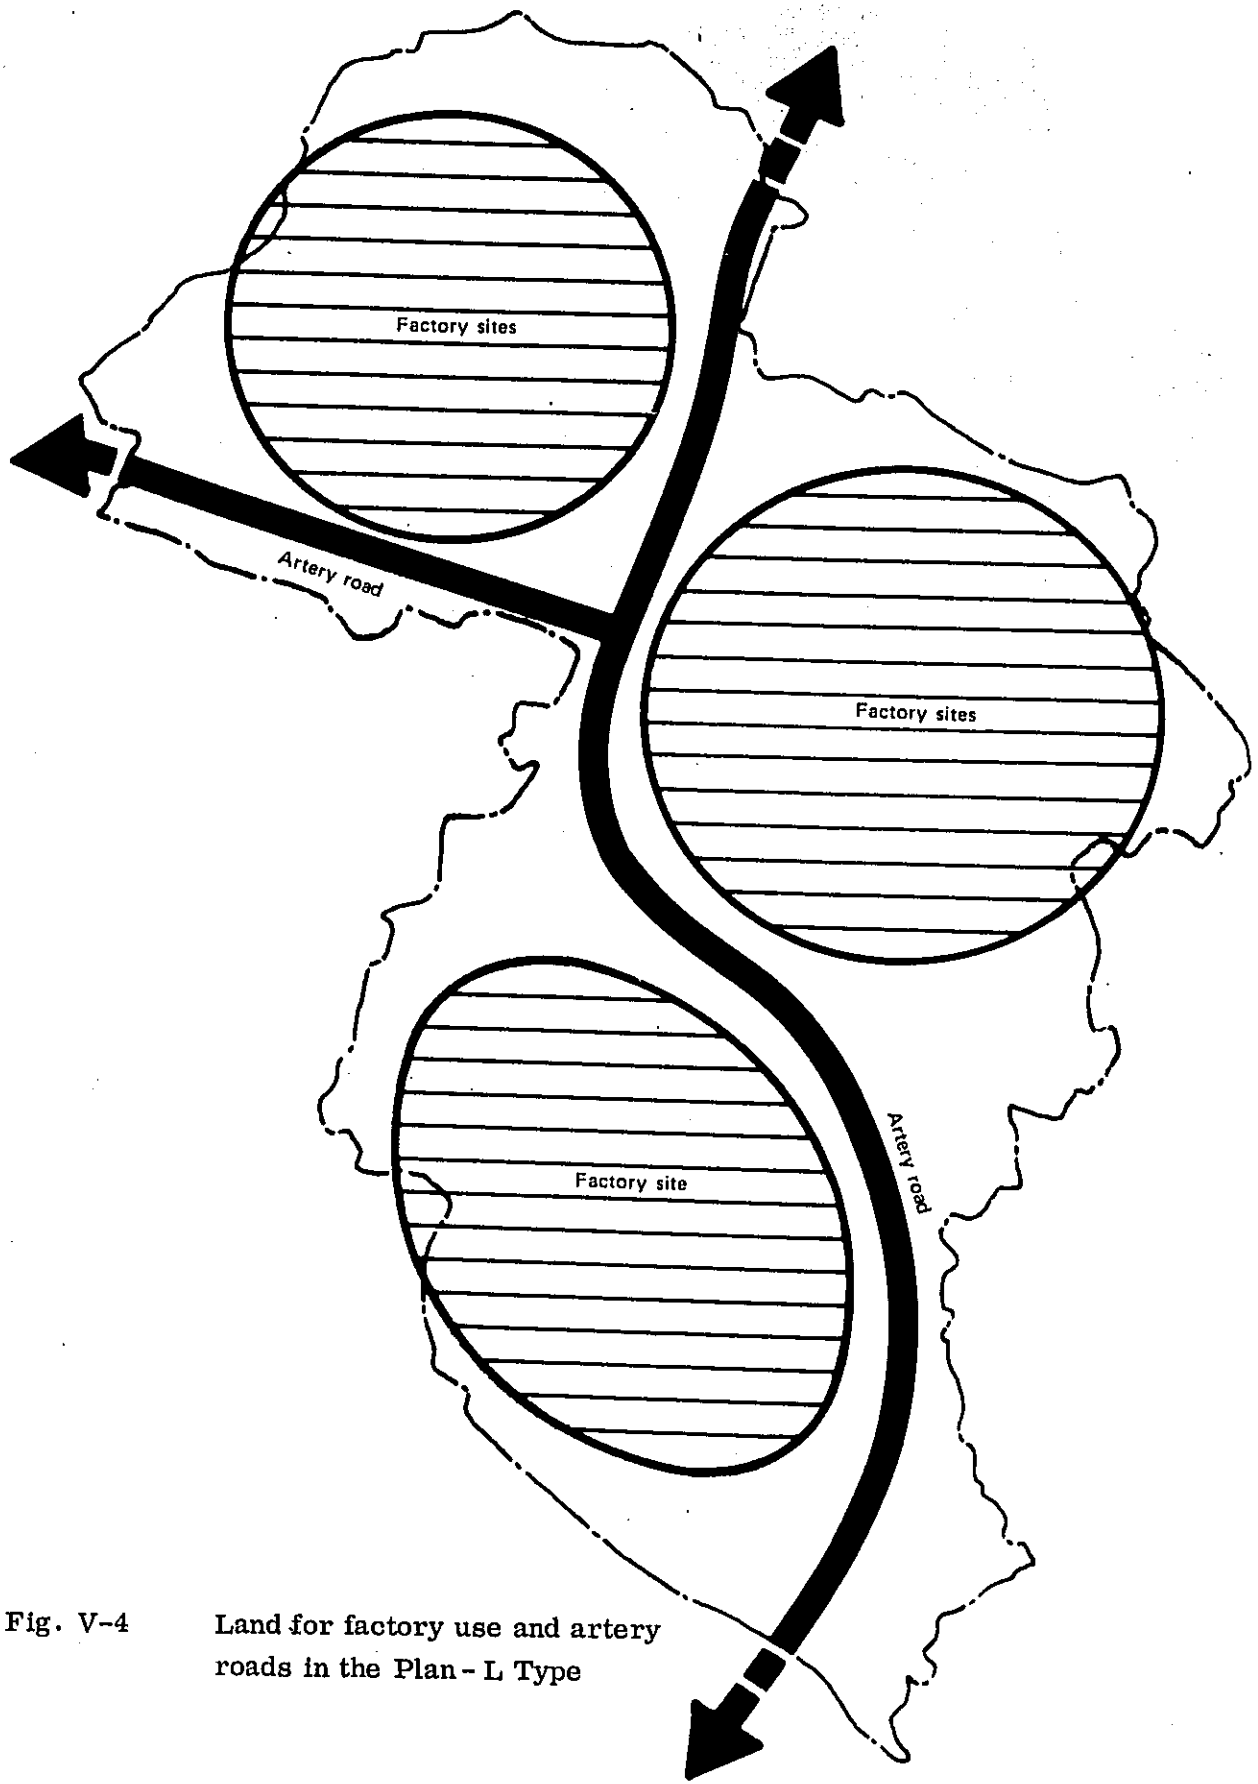 Factory sites
Artery road
Factory sites
Artery road
Factory site
Fig. V-4 Land for factory use and artery
roads in the Plan - L Type